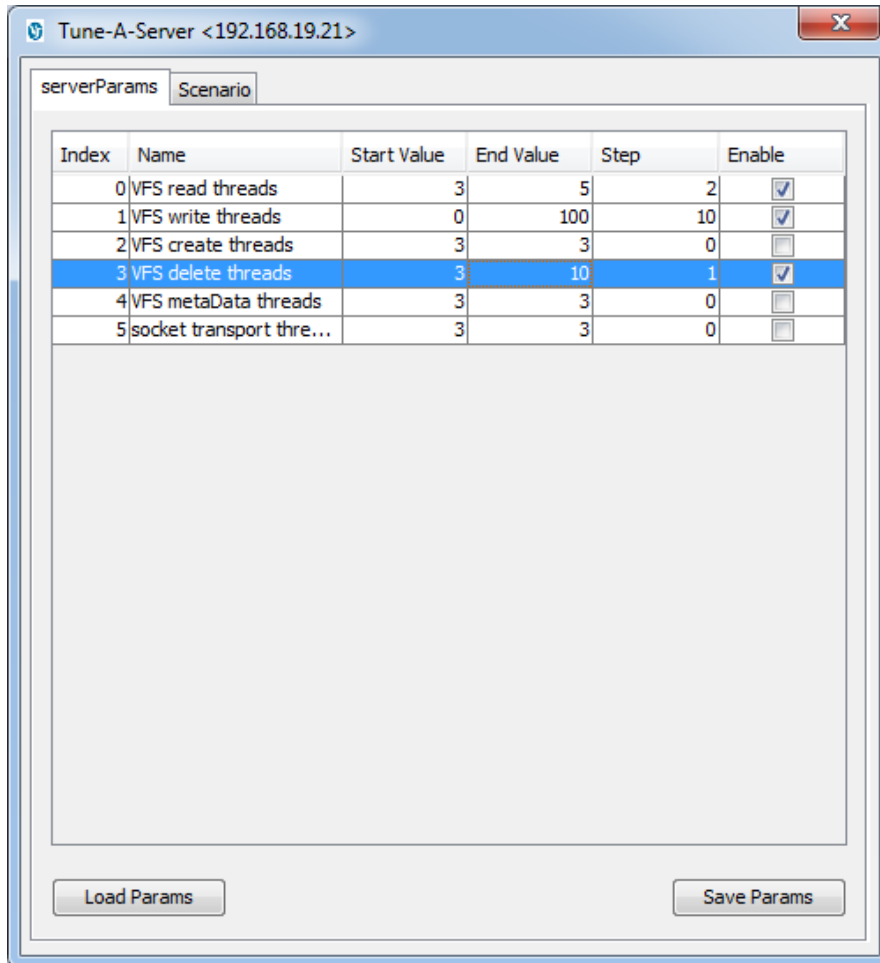 Tune-A-Server <192.168.19.21>
serverParams Scenario
Index Name Start Value End Value Step Enable
0 VFS read threads 3 5 2
1 VFS write threads 0 100 10
2 VFS create threads 3 3 0
3 VFS delete threads 3 10 1
4 VFS metaData threads 3 3 0
5 socket transport thre... 3 3 0
Load Params Save Params